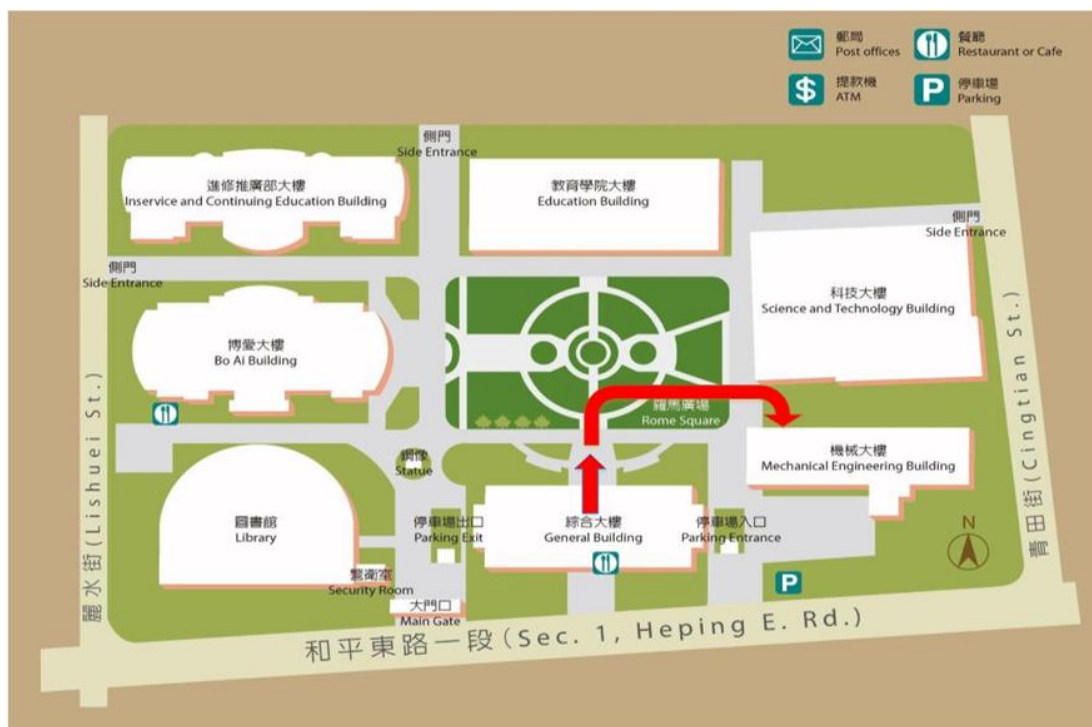 郵局
Post offices
餐廳
Restaurant or Cafe
提款機
ATM
停車場
Parking
側門
Side Entrance
進修推廣部大樓
Inservice and Continuing Education Building
教育學院大樓
Education Building
側門
Side Entrance
側門
Side Entrance
科技大樓
Science and Technology Building
博愛大樓
Bo Ai Building
羅馬廣場
Rome Square
銅像
Statue
機械大樓
Mechanical Engineering Building
圖書館
Library
停車場出口
Parking Exit
綜合大樓
General Building
停車場入口
Parking Entrance
N
警衛室
Security Room
P
大門口
Main Gate
和平東路一段(Sec. 1, Heping E. Rd.)
麗水街(Lishuei St.)
青田街(Cingtian St.)